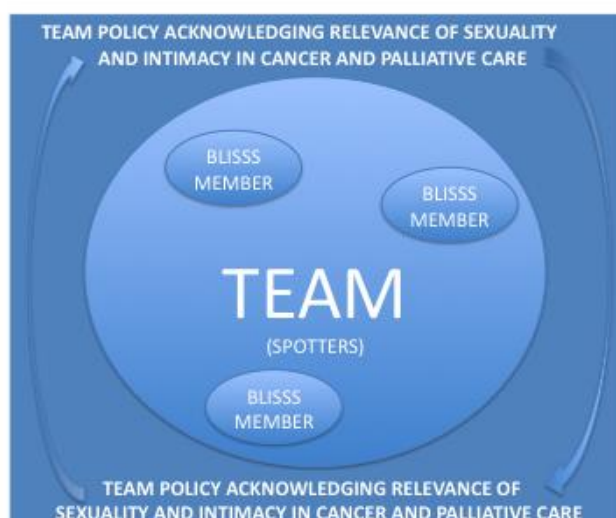 TEAM POLICY ACKNOWLEDGING RELEVANCE OF SEXUALITY
AND INTIMACY IN CANCER AND PALLIATIVE CARE
BLISSS
MEMBER
BLISSS
MEMBER
TEAM
(SPOTTERS)
BLISSS
MEMBER
TEAM POLICY ACKNOWLEDGING RELEVANCE OF
SEXUALITY AND INTIMACY IN CANCER AND PALLIATIVE CARE